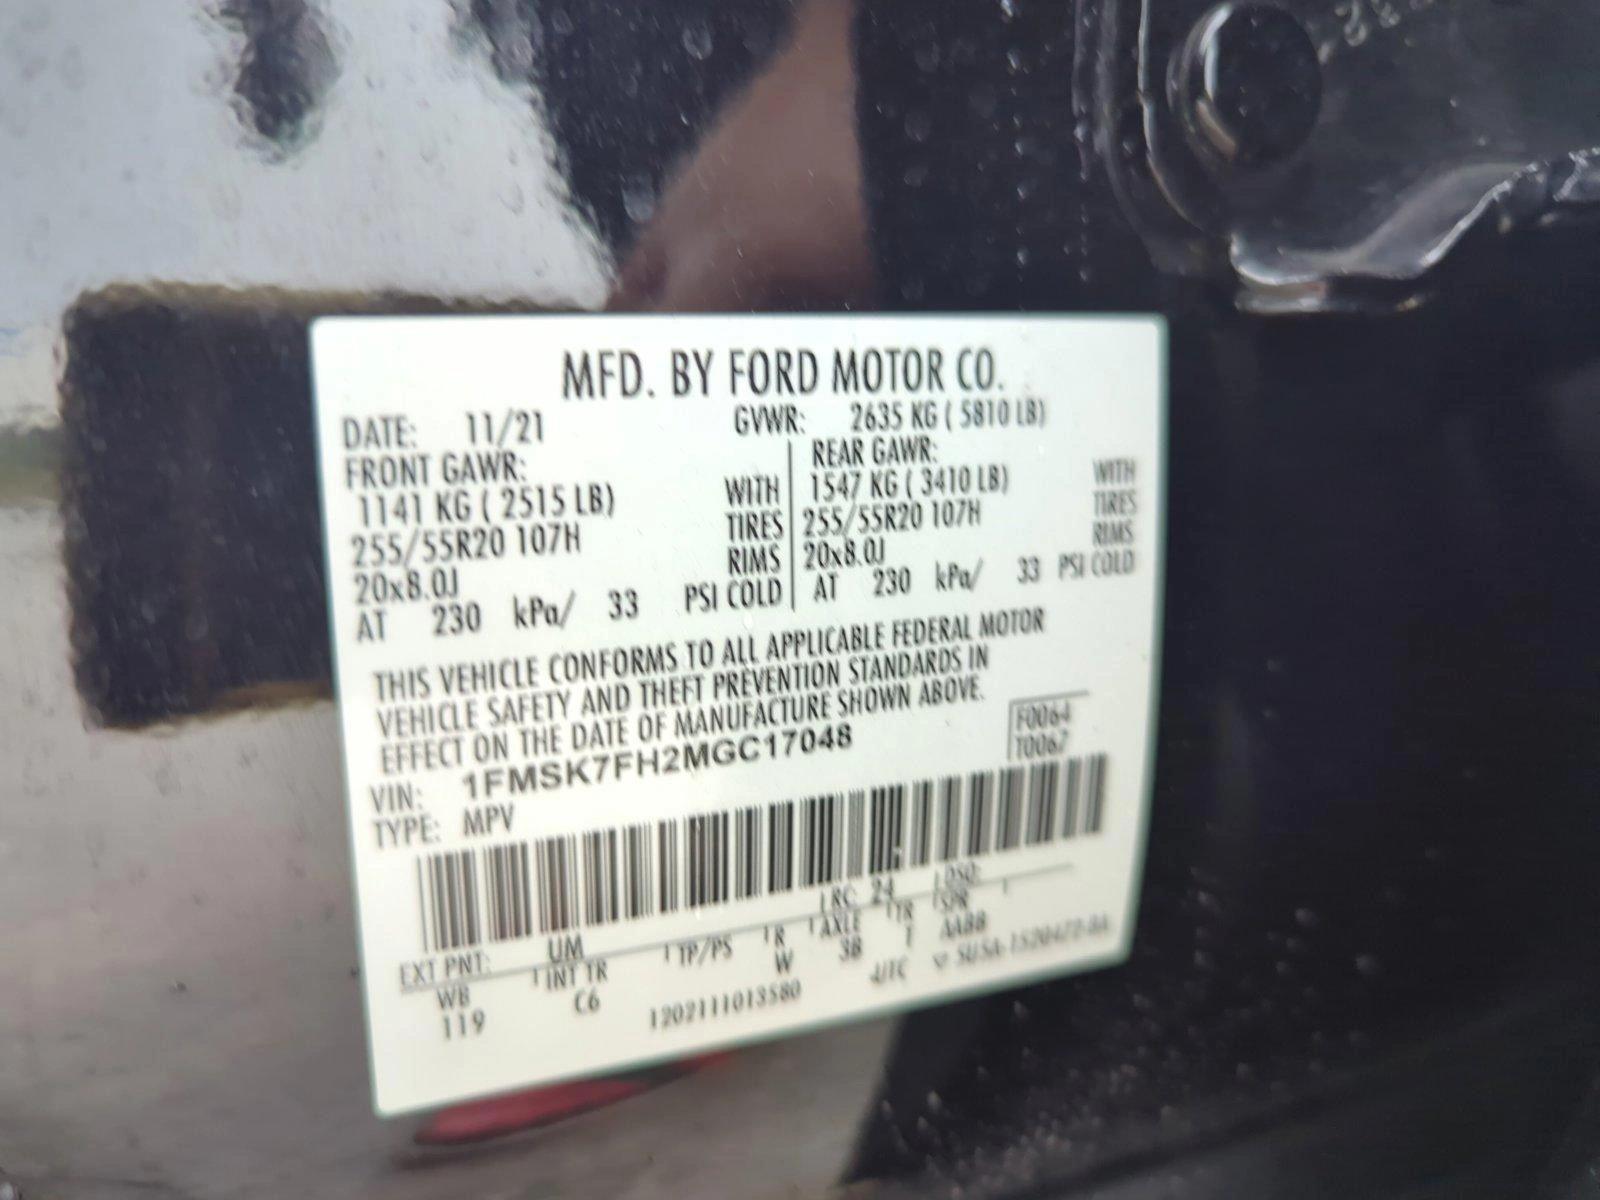 MFD. BY FORD MOTOR CO.
DATE: 11/21 GVWR: 2635 KG ( 5810 LB)
FRONT GAWR: REAR GAWR:
1141 KG ( 2515 LB) WITH 1547 KG ( 3410 LB) WITH
255/55R20 107H TIRES 255/55R20 107H TIRES
20x8.0J RIMS 20x8.0J RIMS
AT 230 kPa/ 33 PSI COLD AT 230 kPa/ 33 PSI COLD
THIS VEHICLE CONFORMS TO ALL APPLICABLE FEDERAL MOTOR
VEHICLE SAFETY AND THEFT PREVENTION STANDARDS IN
EFFECT ON THE DATE OF MANUFACTURE SHOWN ABOVE.
F0064
T0067
VIN: 1FMSK7FH2MGC17048
TYPE: MPV
EXT PNT: UM RC: 24 DSO:
WB INT TR TP/PS R AXLE TR SPR
119 C6 W 3B T AABB
1202111013580 UTC